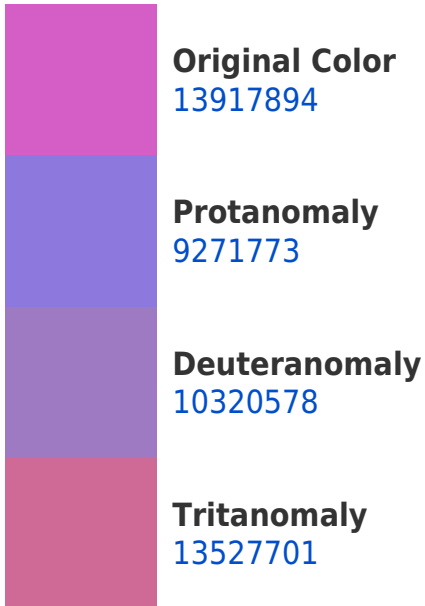 Original Color
13917894
Protanomaly
9271773
Deuteranomaly
10320578
Tritanomaly
13527701